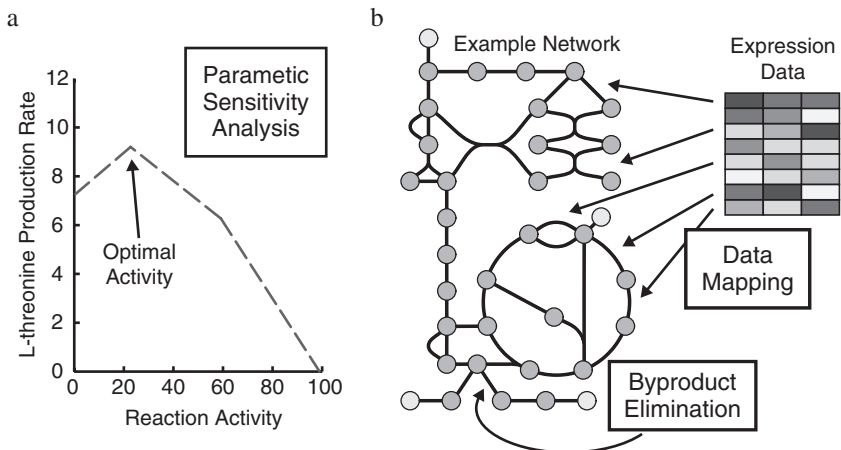 a
b
Parametic
Sensitivity
Analysis
12
10
8
6
4
2
0
L-threonine Production Rate
Optimal
Activity
0 20 40 60 80 100
Reaction Activity
Example Network
Expression
Data
Data
Mapping
Byproduct
Elimination